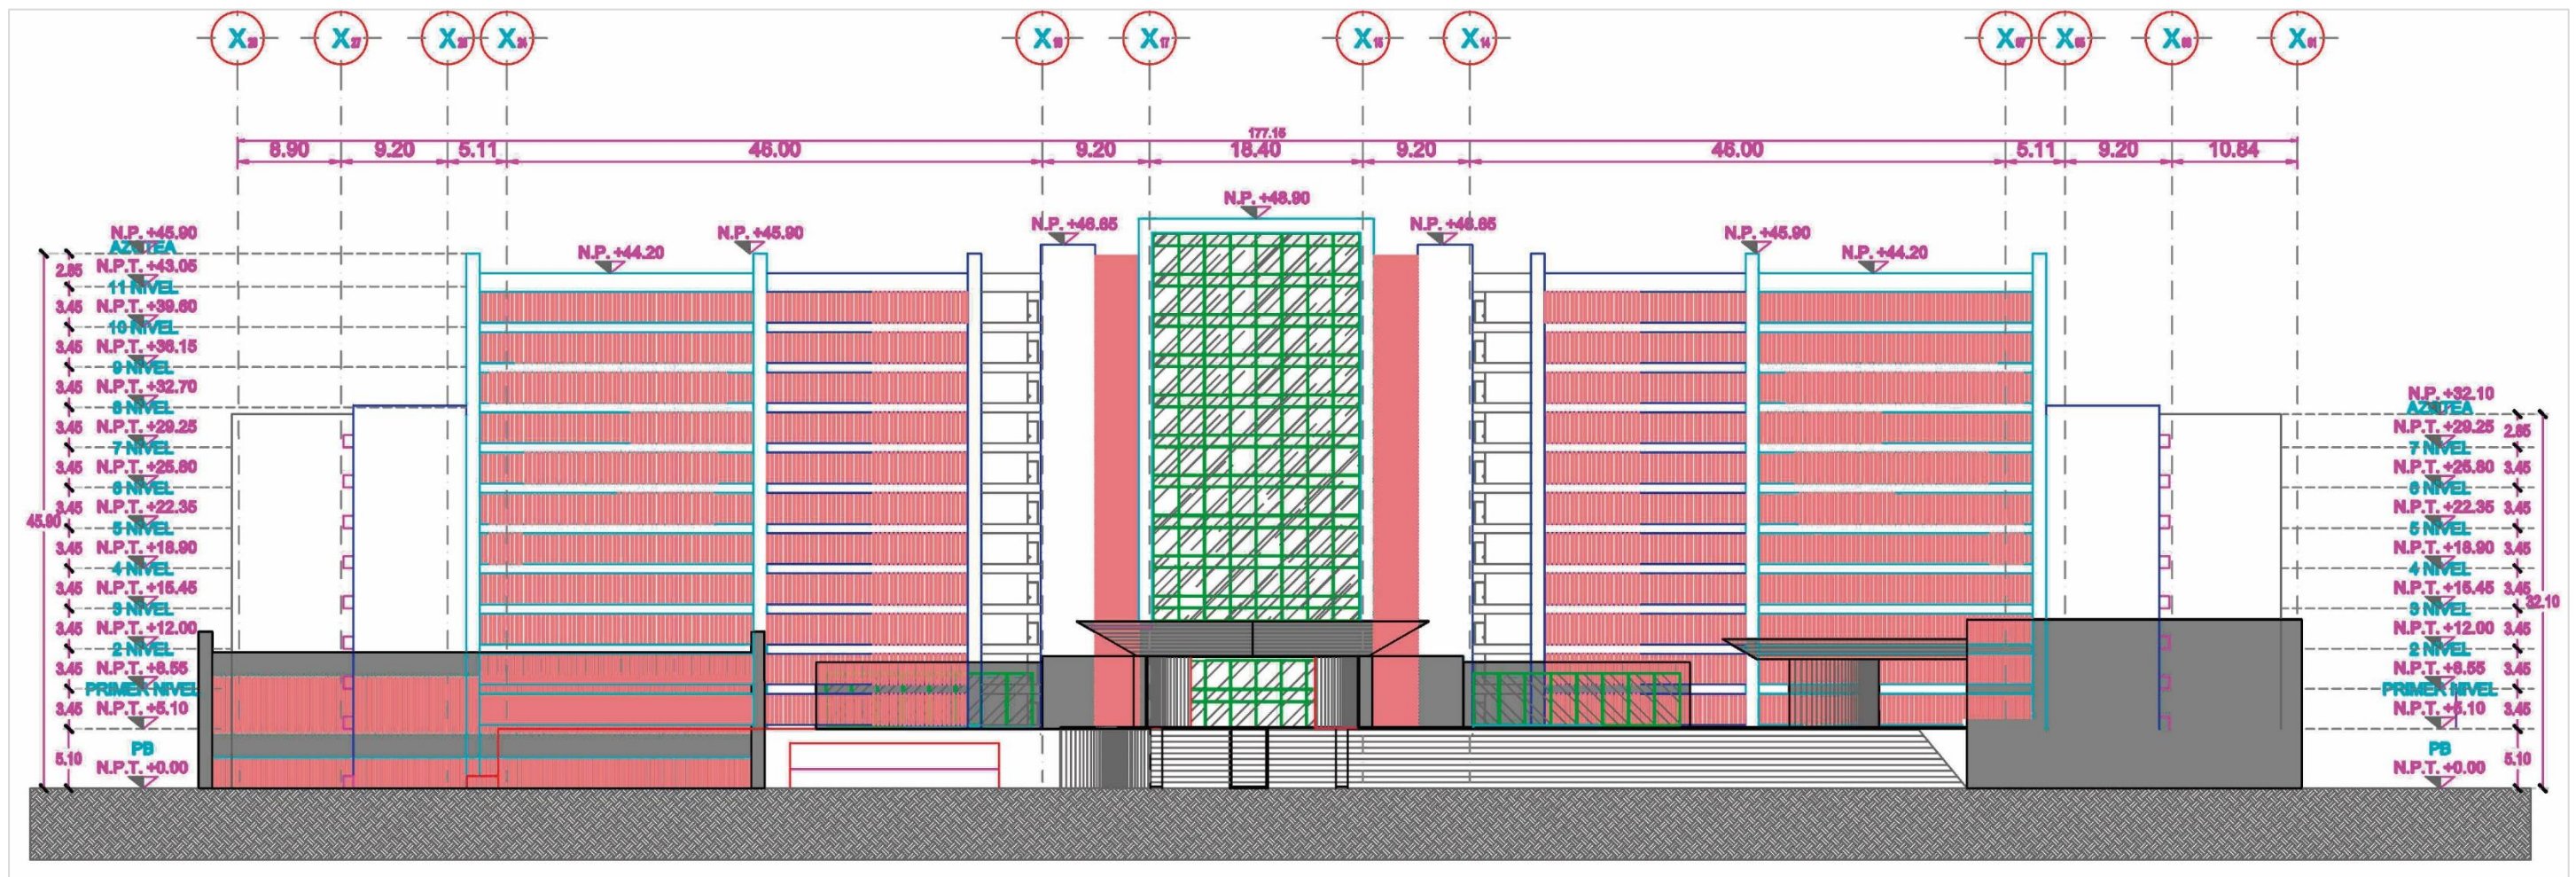 X28 X27 X25 X24 X18 X17 X15 X14 X07 X05 X03 X01
177.15
8.90 9.20 5.11 46.00 9.20 18.40 9.20 46.00 5.11 9.20 10.84
N.P. +48.90
N.P. +46.65 N.P. +46.65
N.P. +45.90 N.P. +45.90
N.P. +44.20 N.P. +44.20
N.P. +45.90
AZOTEA
2.85 N.P.T. +43.05
11 NIVEL
3.45 N.P.T. +39.60
10 NIVEL
3.45 N.P.T. +36.15
9 NIVEL
3.45 N.P.T. +32.70
8 NIVEL
3.45 N.P.T. +29.25
7 NIVEL
3.45 N.P.T. +25.80
6 NIVEL
3.45 N.P.T. +22.35
45.90
5 NIVEL
3.45 N.P.T. +18.90
4 NIVEL
3.45 N.P.T. +15.45
3 NIVEL
3.45 N.P.T. +12.00
2 NIVEL
3.45 N.P.T. +8.55
PRIMER NIVEL
3.45 N.P.T. +5.10
PB
5.10
N.P.T. +0.00
N.P. +32.10
AZOTEA
N.P.T. +29.25 2.85
7 NIVEL
N.P.T. +25.80 3.45
6 NIVEL
N.P.T. +22.35 3.45
5 NIVEL
N.P.T. +18.90 3.45
4 NIVEL
N.P.T. +15.45 3.45
3 NIVEL
32.10
N.P.T. +12.00 3.45
2 NIVEL
N.P.T. +8.55 3.45
PRIMER NIVEL
N.P.T. +5.10 3.45
PB
5.10
N.P.T. +0.00